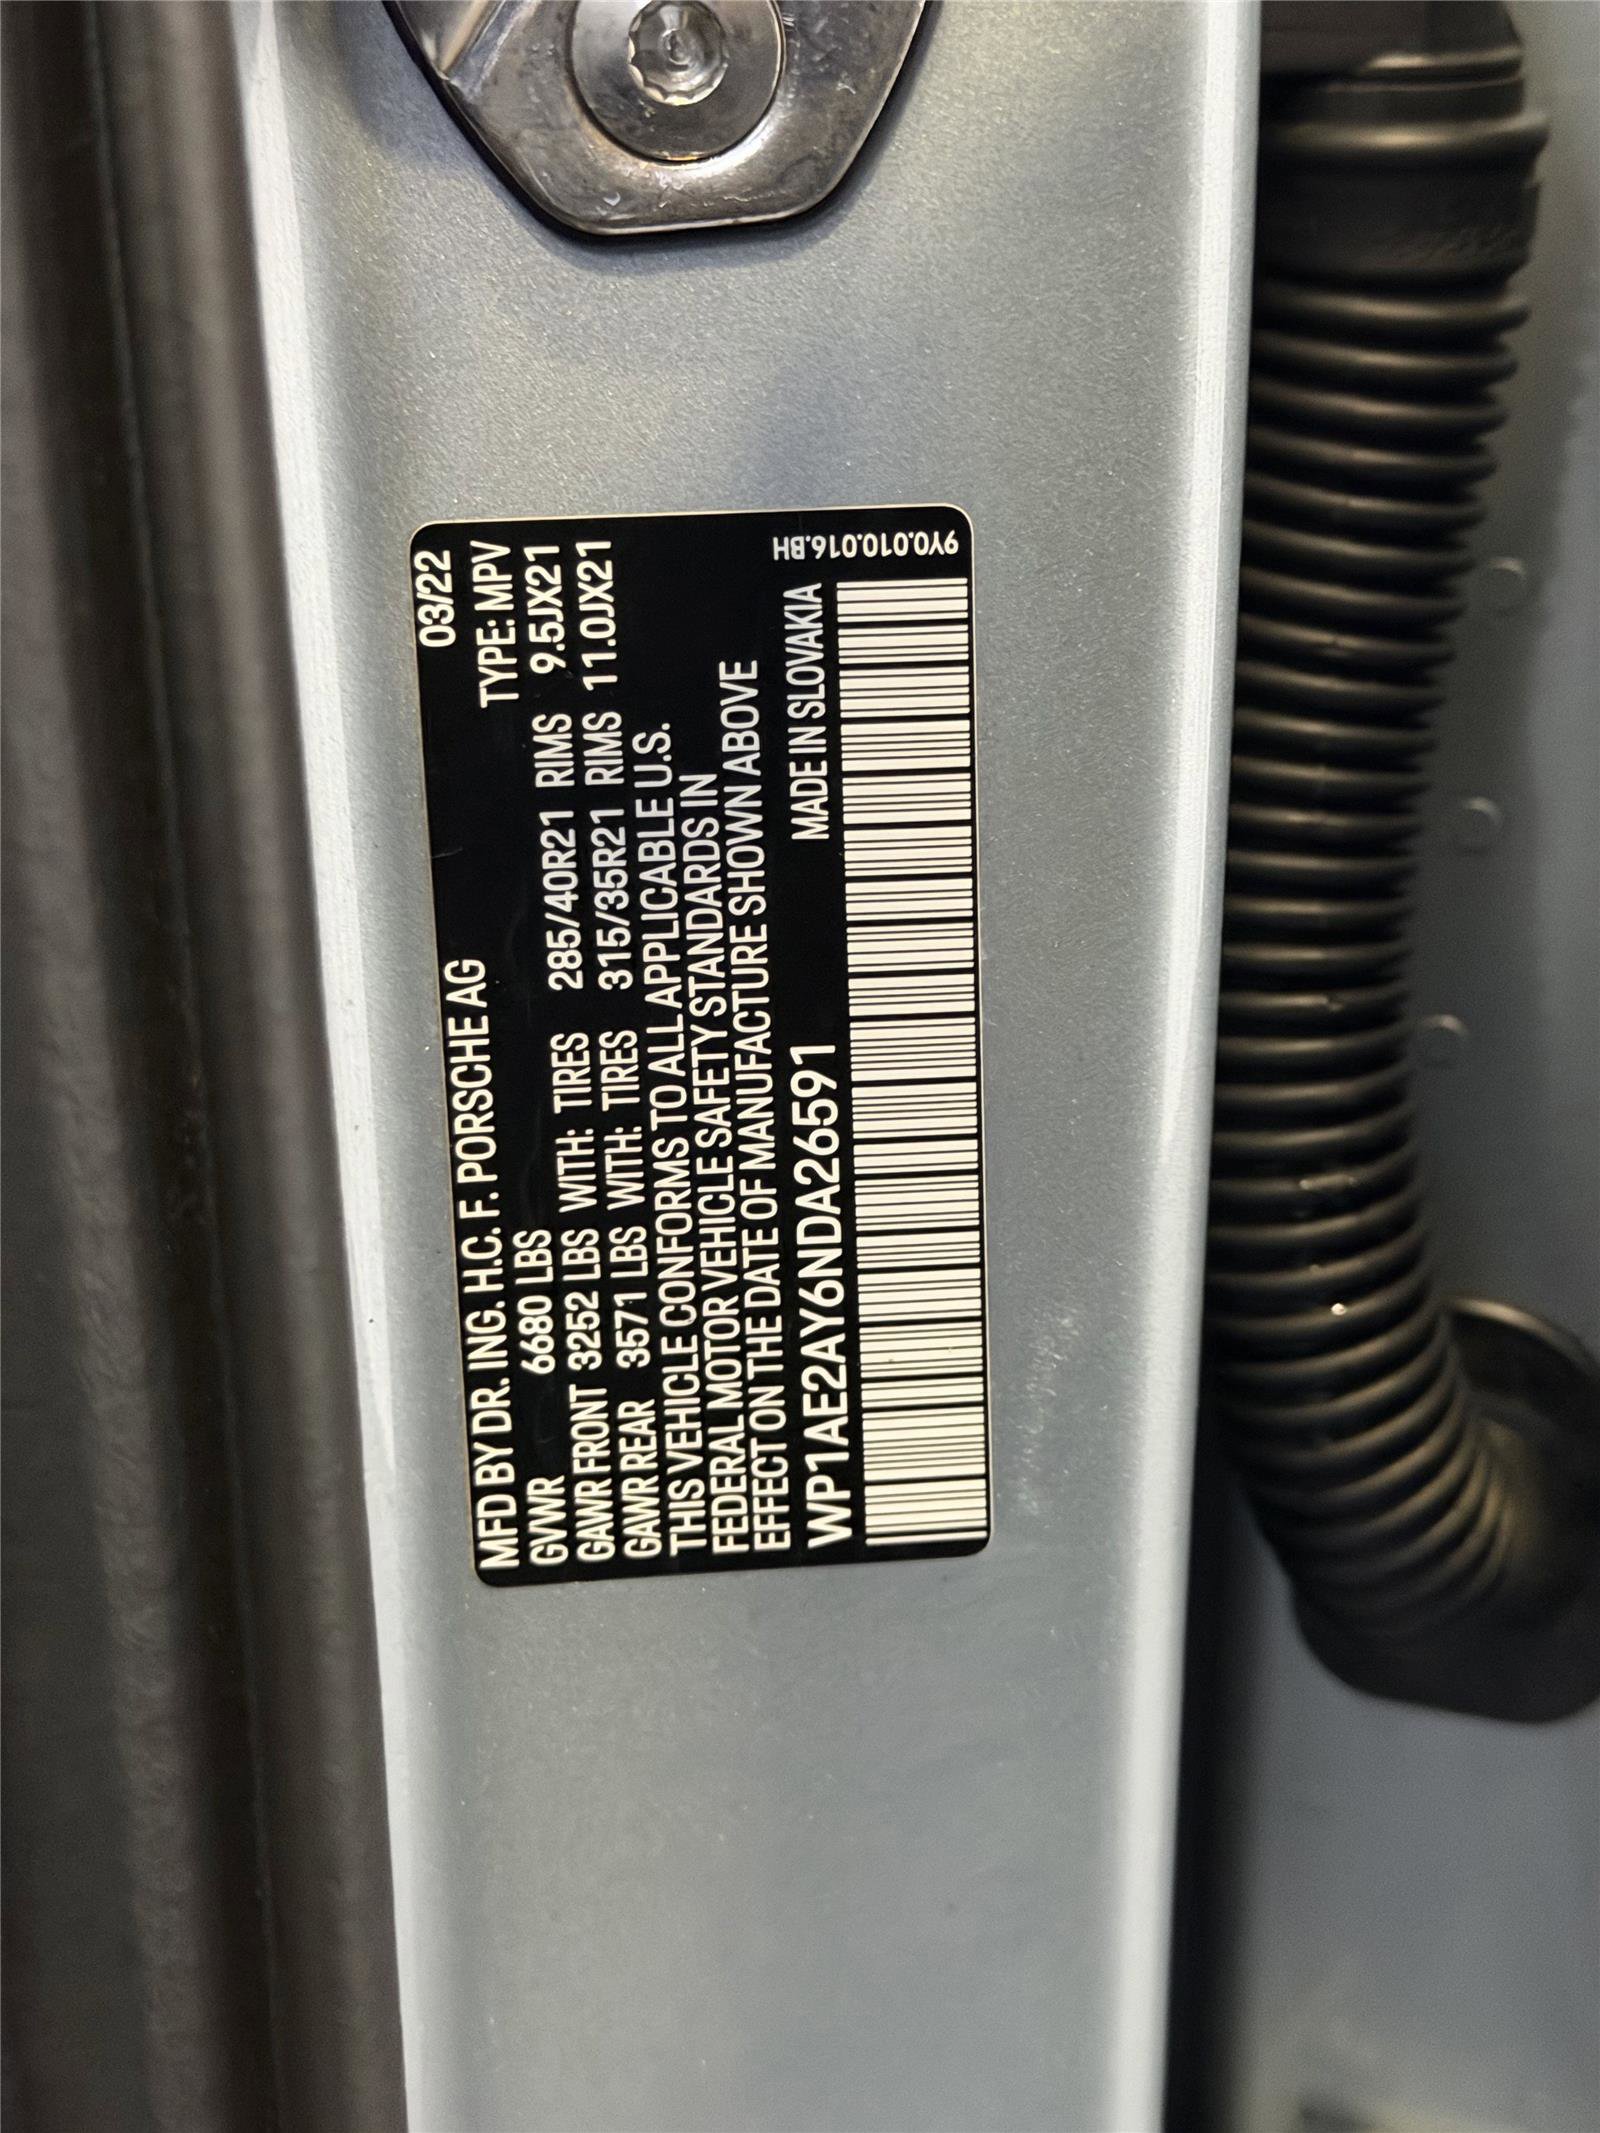 MFD BY DR. ING. H.C. F. PORSCHE AG 03/22
GVWR 6680 LBS TYPE: MPV
GAWR FRONT 3252 LBS WITH: TIRES 285/40R21 RIMS 9.5JX21
GAWR REAR 3571 LBS WITH: TIRES 315/35R21 RIMS 11.0JX21
THIS VEHICLE CONFORMS TO ALL APPLICABLE U.S.
FEDERAL MOTOR VEHICLE SAFETY STANDARDS IN
EFFECT ON THE DATE OF MANUFACTURE SHOWN ABOVE
WP1AE2AY6NDA26591 MADE IN SLOVAKIA
9Y0.010.016.BH